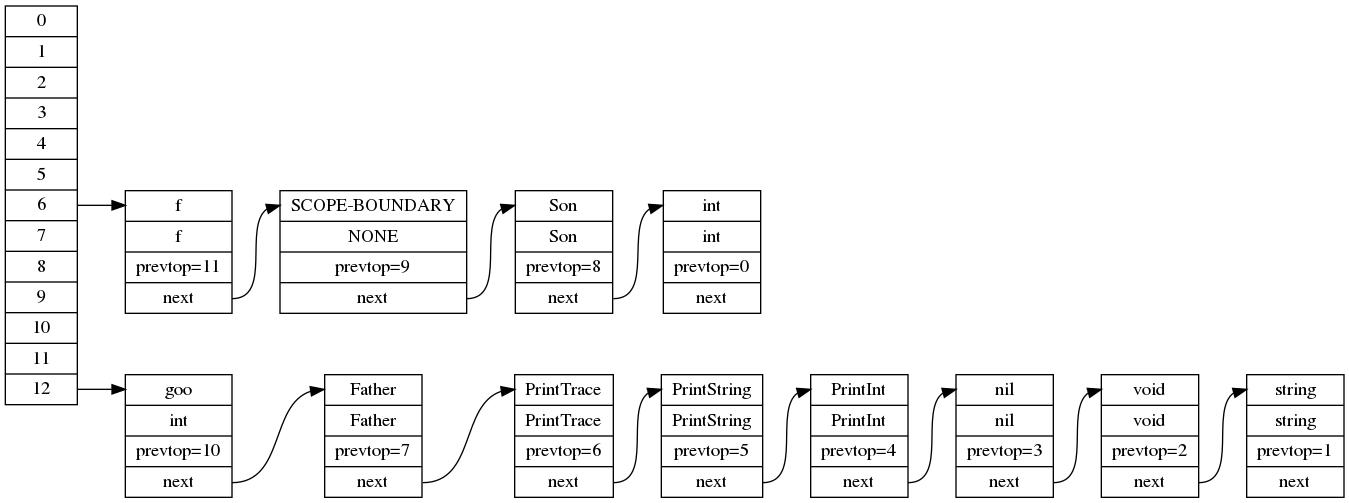 0
1
2
3
4
5
6
7
8
9
10
11
12
f
f
prevtop=11
next
SCOPE-BOUNDARY
NONE
prevtop=9
next
Son
Son
prevtop=8
next
int
int
prevtop=0
next
goo
int
prevtop=10
next
Father
Father
prevtop=7
next
PrintTrace
PrintTrace
prevtop=6
next
PrintString
PrintString
prevtop=5
next
PrintInt
PrintInt
prevtop=4
next
nil
nil
prevtop=3
next
void
void
prevtop=2
next
string
string
prevtop=1
next